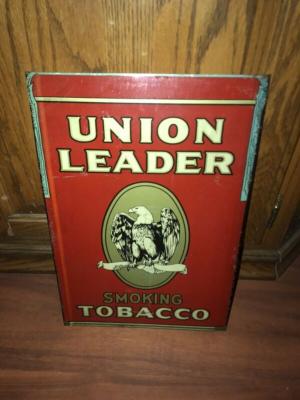 UNION
LEADER
SMOKING
TOBACCO